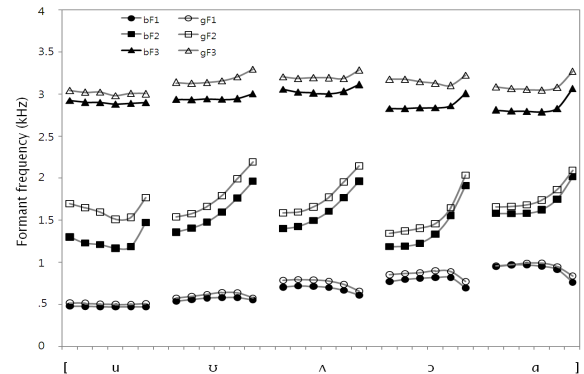 bF1 gF1
bF2 gF2
bF3 gF3
Formant frequency (kHz)
4
3.5
3
2.5
2
1.5
1
.5
0
[ u ʊ ʌ ɔ ɑ ]